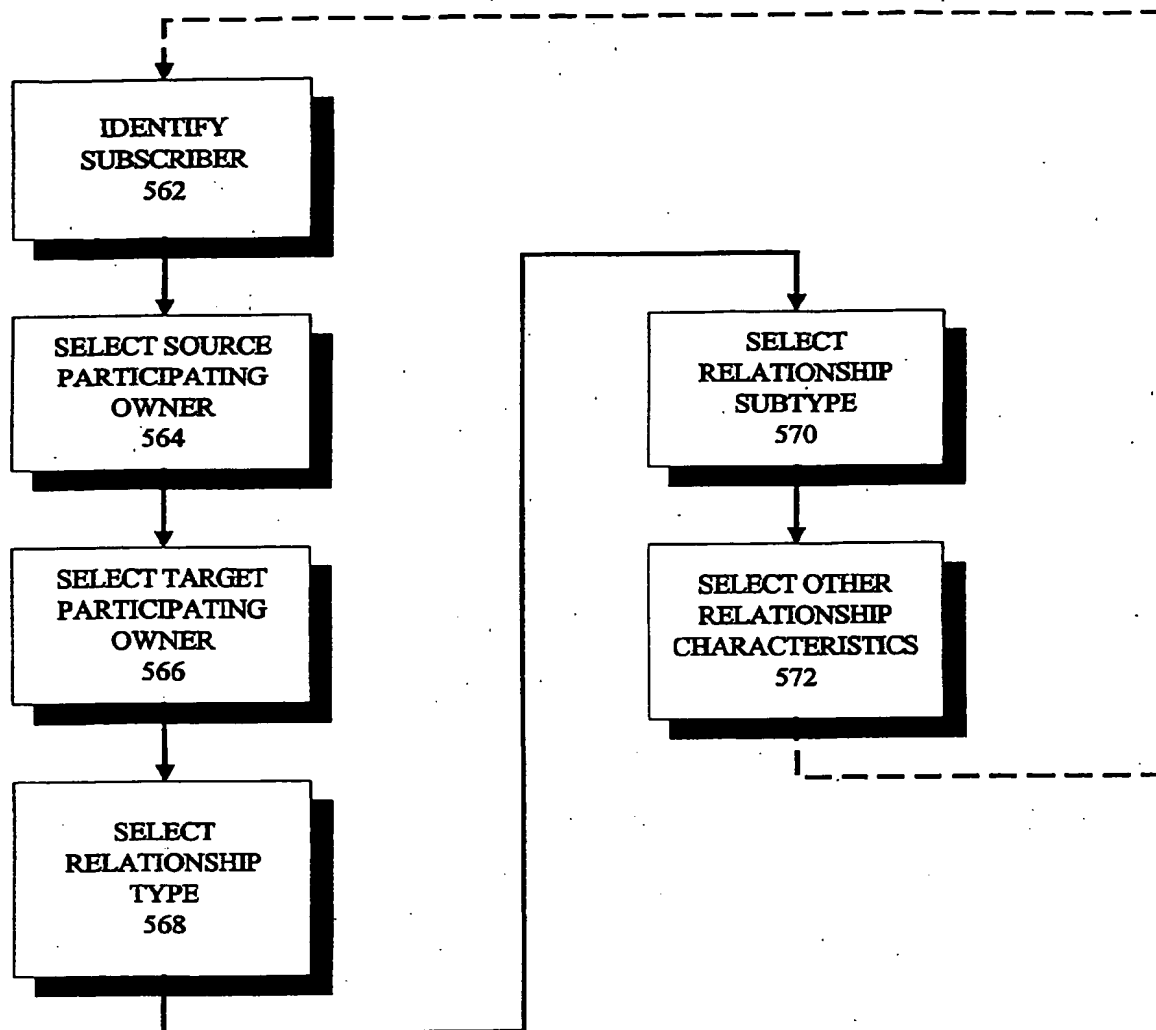 IDENTIFY
SUBSCRIBER
562
SELECT SOURCE
PARTICIPATING
OWNER
564
SELECT TARGET
PARTICIPATING
OWNER
566
SELECT
RELATIONSHIP
TYPE
568
SELECT
RELATIONSHIP
SUBTYPE
570
SELECT OTHER
RELATIONSHIP
CHARACTERISTICS
572